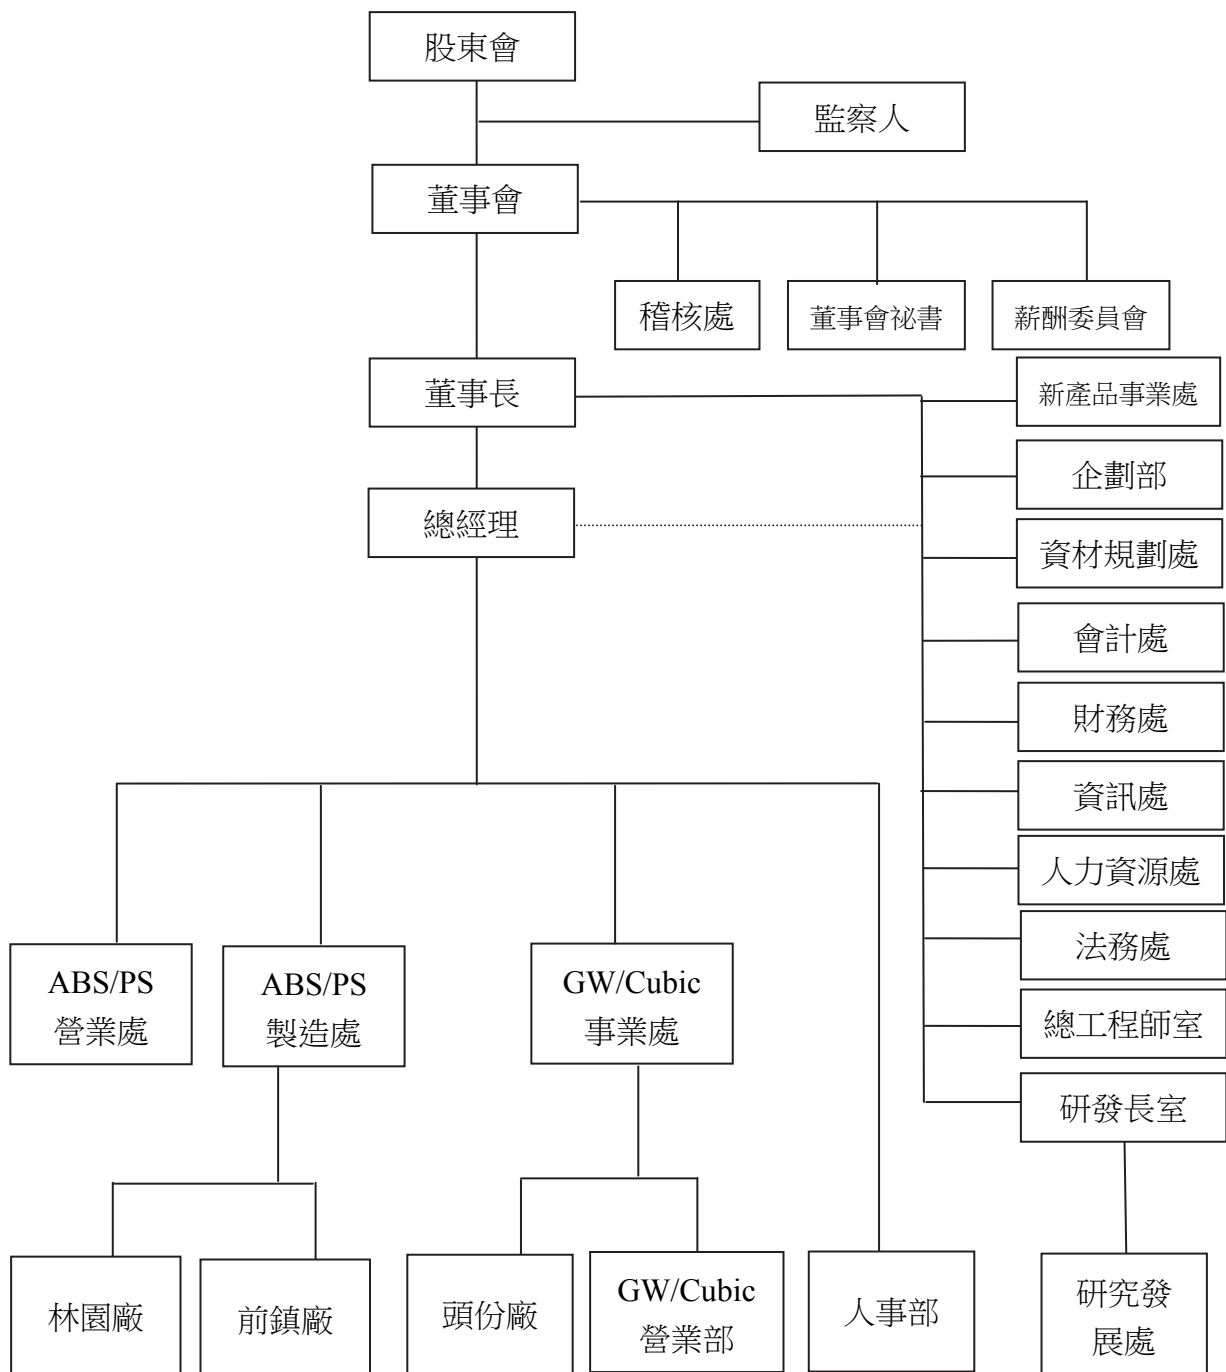 股東會
監察人
董事會
稽核處
董事會祕書
薪酬委員會
董事長
新產品事業處
企劃部
總經理
資材規劃處
會計處
財務處
資訊處
人力資源處
法務處
總工程師室
研發長室
ABS/PS
營業處
ABS/PS
製造處
GW/Cubic
事業處
林園廠
前鎮廠
頭份廠
GW/Cubic
營業部
人事部
研究發
展處